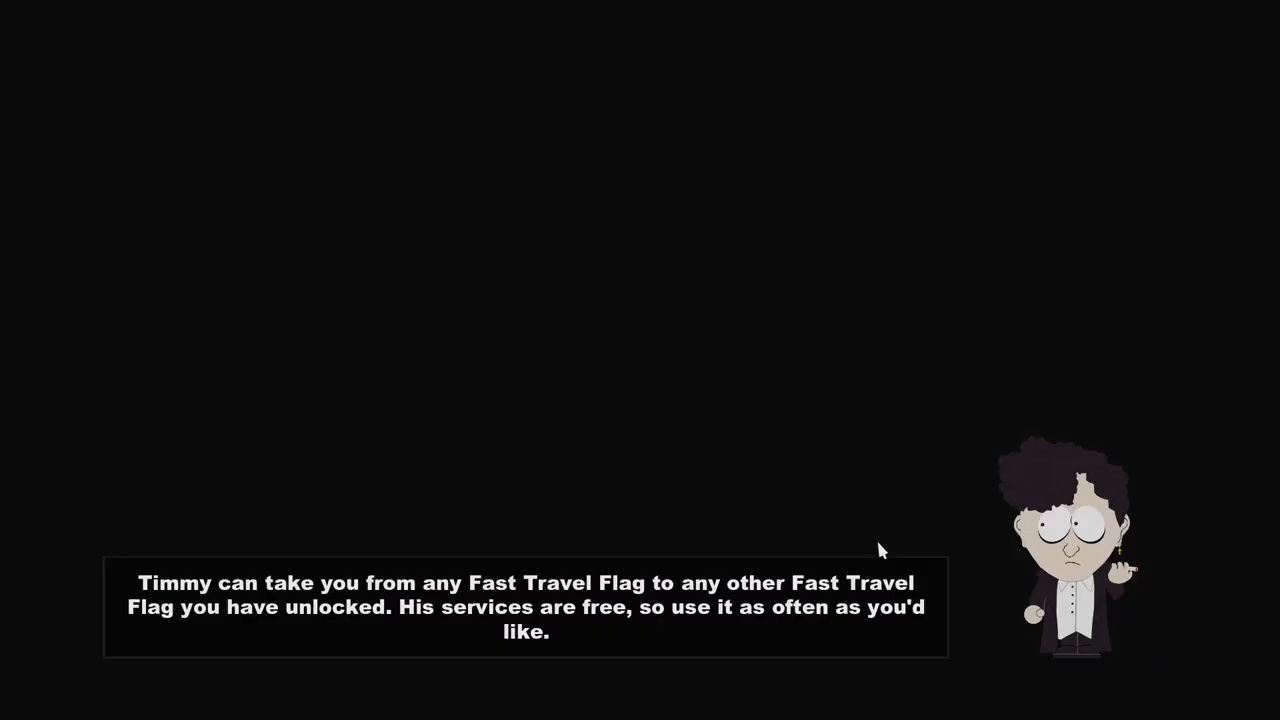 Timmy can take you from any Fast Travel Flag to any other Fast Travel
Flag you have unlocked. His services are free, so use it as often as you'd
like.